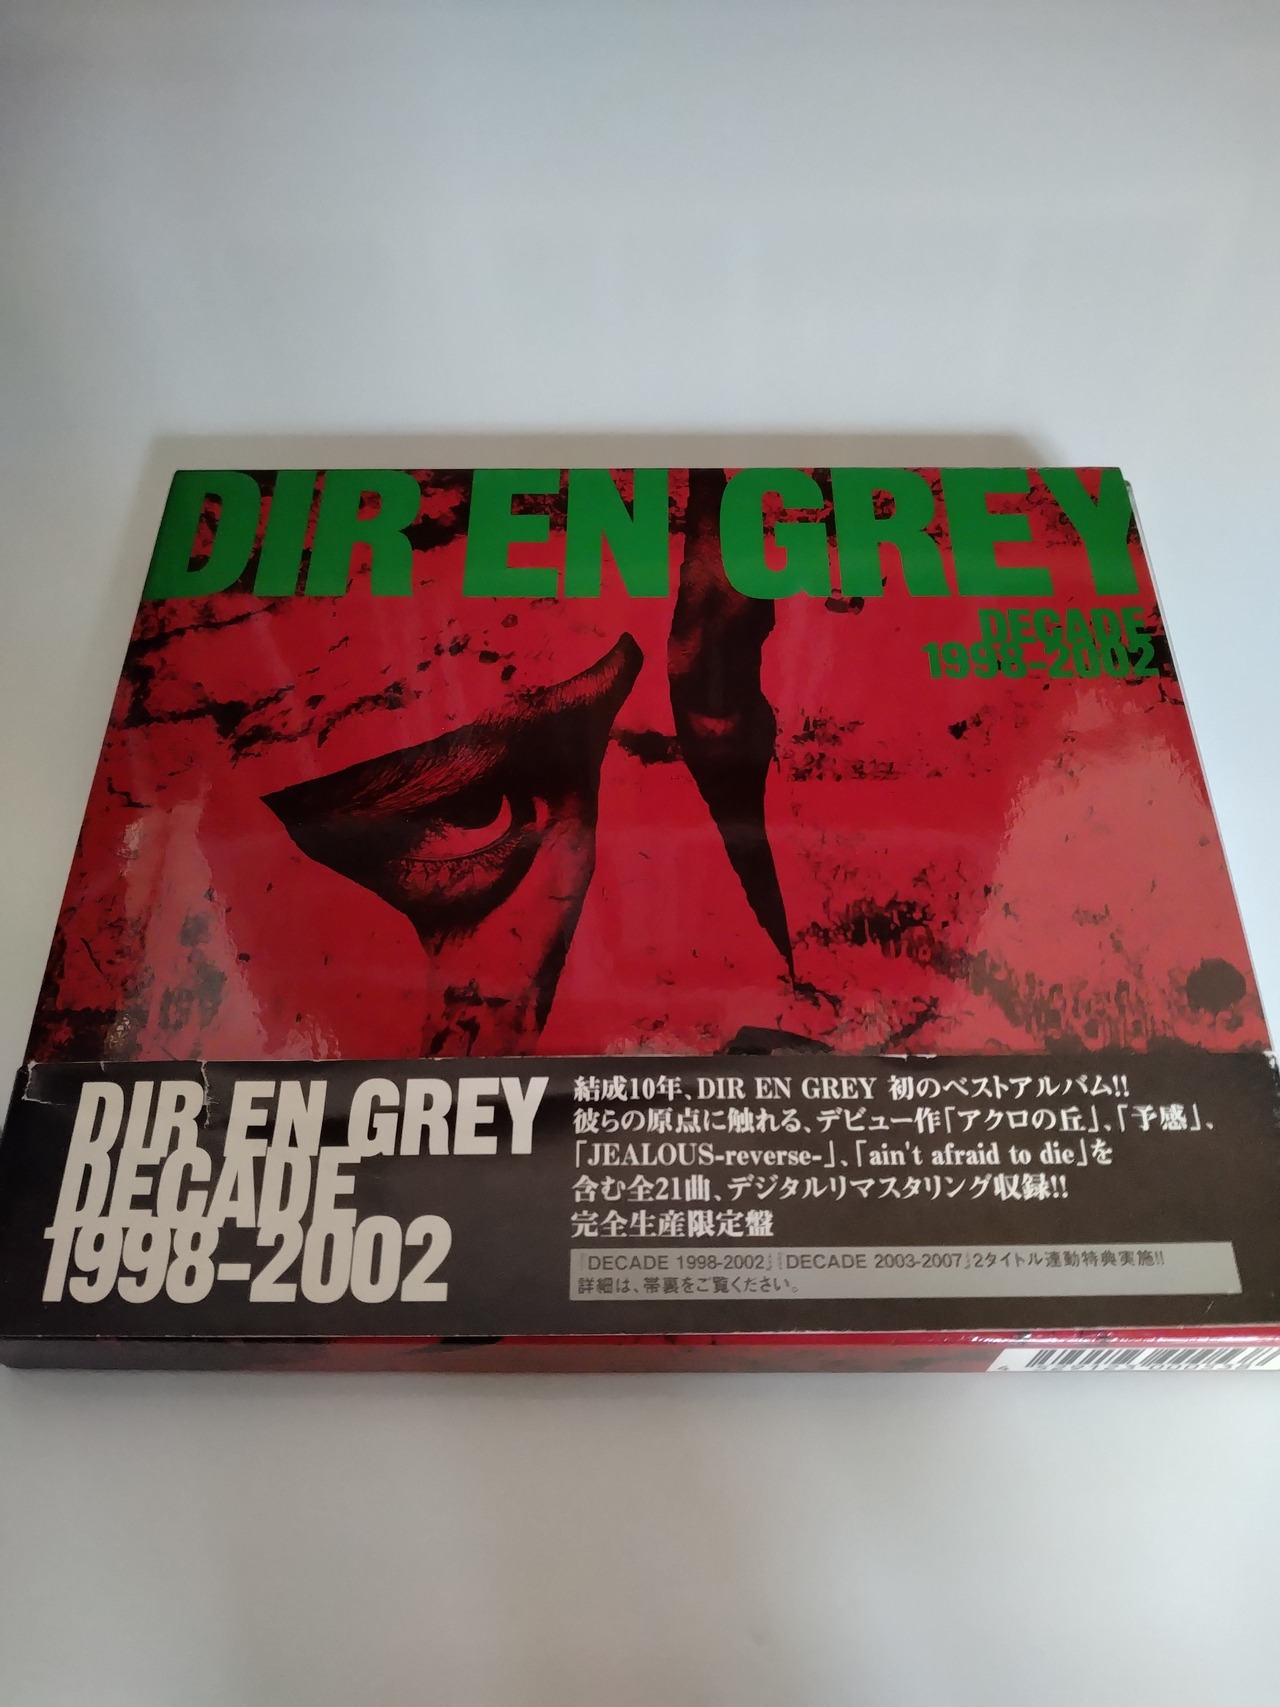 DIR EN GREY
DECADE
1998-2002
DIR EN GREY
DECADE
1998-2002
結成10年、DIR EN GREY 初のベストアルバム!!
彼らの原点に触れる、デビュー作「アクロの丘」、「予感」、
「JEALOUS-reverse-」、「ain't afraid to die」を
含む全21曲、デジタルリマスタリング収録!!
完全生産限定盤
『DECADE 1998-2002』『DECADE 2003-2007』2タイトル連動特典実施!!
詳細は、帯裏をご覧ください。